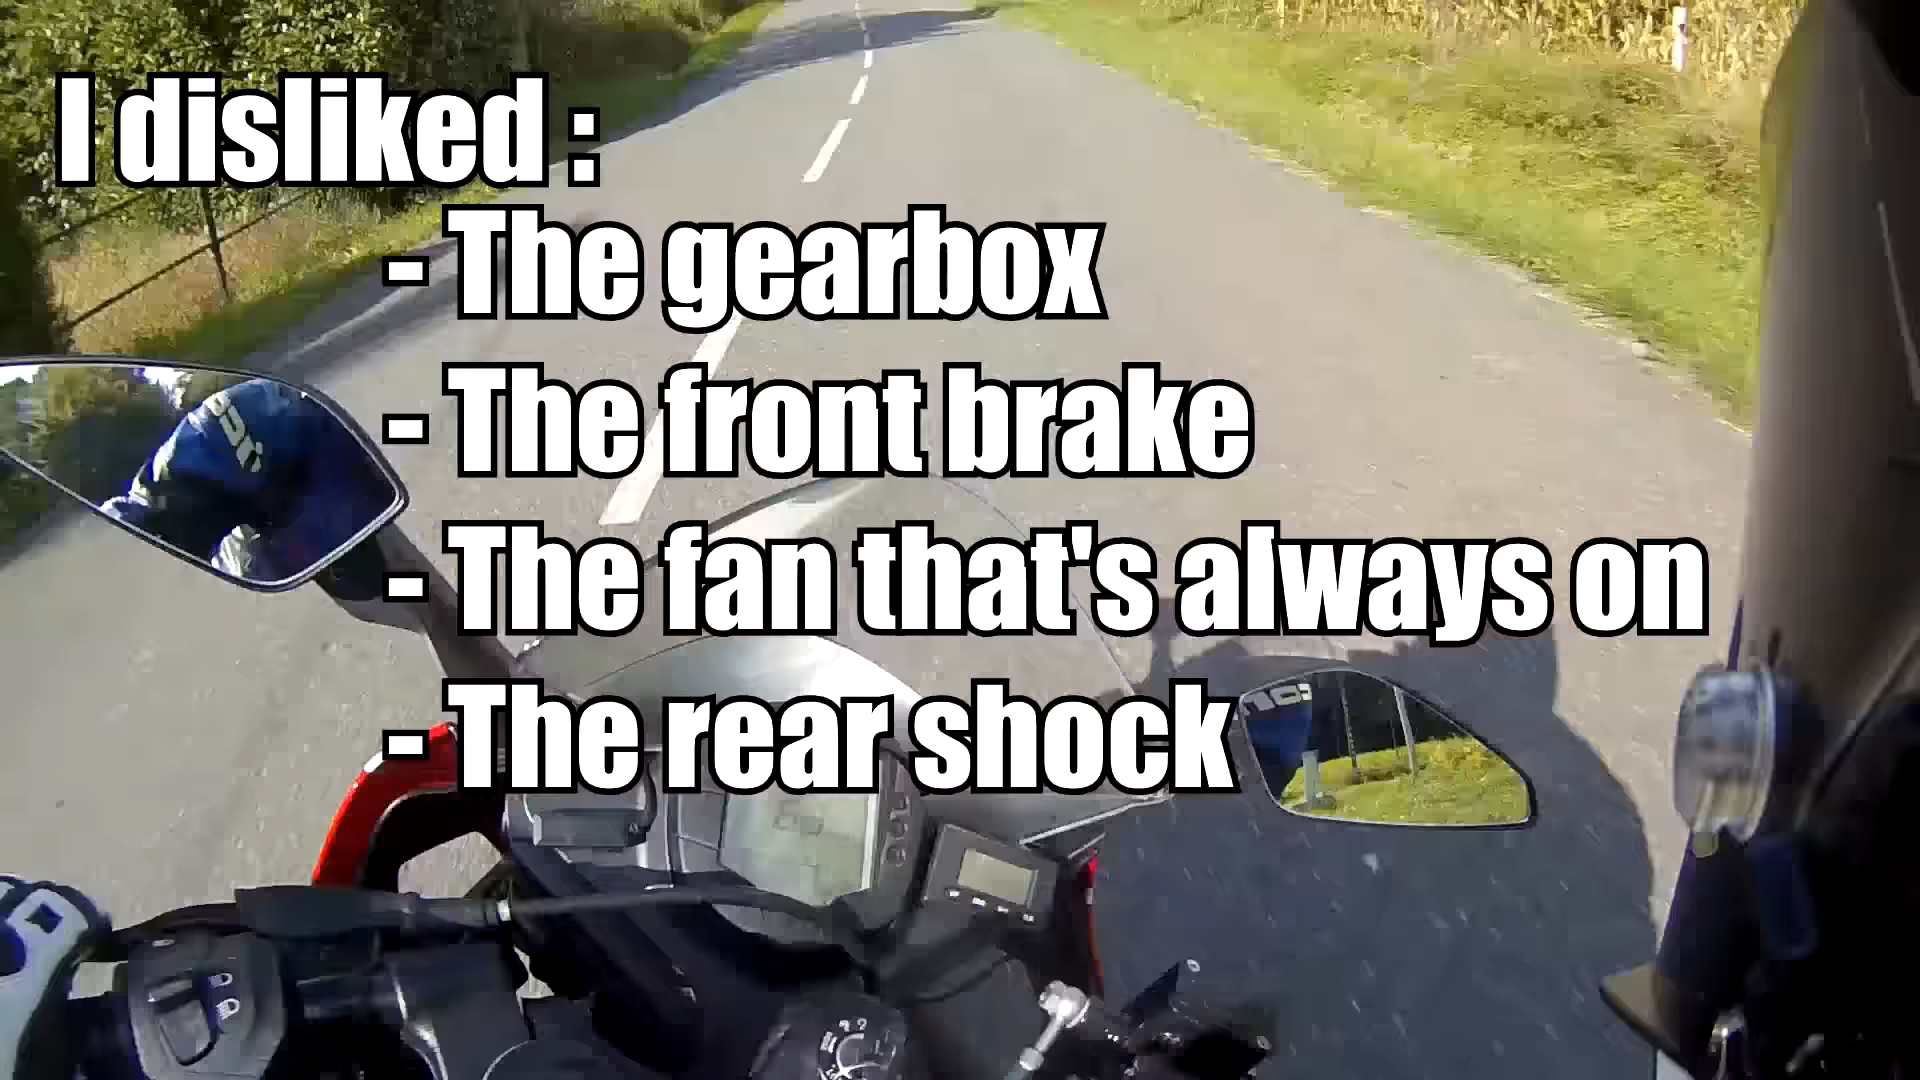 I disliked :
- The gearbox
- The front brake
- The fan that's always on
- The rear shock